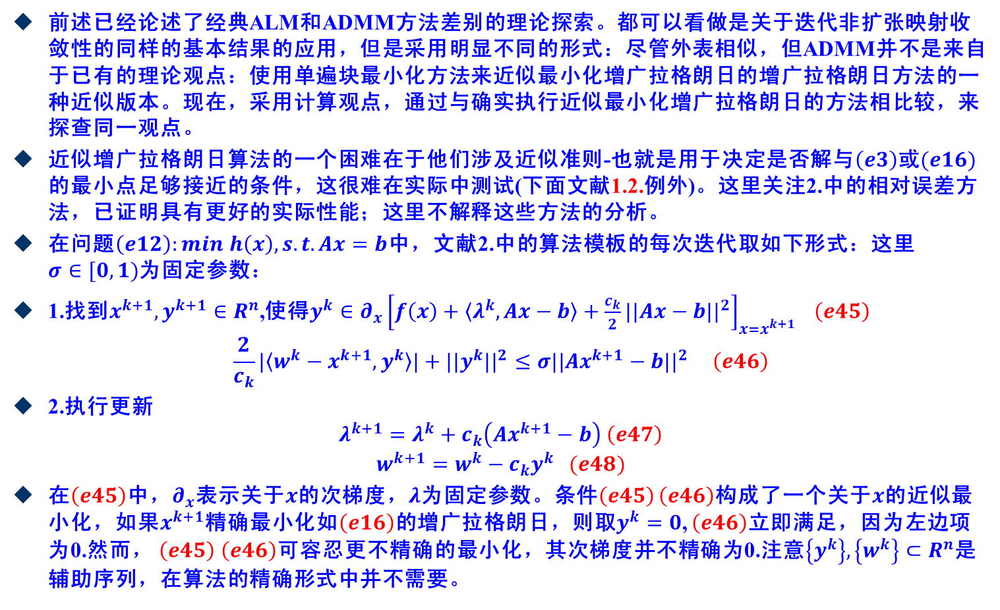 ◆ 前述已经论述了经典ALM和ADMM方法差别的理论探索。都可以看做是关于迭代非扩张映射收
敛性的同样的基本结果的应用，但是采用明显不同的形式：尽管外表相似，但ADMM并不是来自
于已有的理论观点：使用单遍块最小化方法来近似最小化增广拉格朗日的增广拉格朗日方法的一
种近似版本。现在，采用计算观点，通过与确实执行近似最小化增广拉格朗日的方法相比较，来
探查同一观点。
◆ 近似增广拉格朗日算法的一个困难在于他们涉及近似准则-也就是用于决定是否解与(e3)或(e16)
的最小点足够接近的条件，这很难在实际中测试(下面文献1.2.例外)。这里关注2.中的相对误差方
法，已证明具有更好的实际性能；这里不解释这些方法的分析。
◆ 在问题(e12): min h(x), s.t. Ax = b中，文献2.中的算法模板的每次迭代取如下形式：这里
σ ∈ [0,1)为固定参数：
◆ 1.找到x^{k+1}, y^{k+1} ∈ R^n,使得y^k ∈ ∂_x [f(x) + ⟨λ^k, Ax − b⟩ + \frac{c_k}{2} ||Ax − b||^2]_{x=x^{k+1}} (e45)
\frac{2}{c_k} |⟨w^k − x^{k+1}, y^k⟩| + ||y^k||^2 ≤ σ||Ax^{k+1} − b||^2 (e46)
◆ 2.执行更新
λ^{k+1} = λ^k + c_k(Ax^{k+1} − b) (e47)
w^{k+1} = w^k − c_k y^k (e48)
◆ 在(e45)中，∂_x表示关于x的次梯度，λ为固定参数。条件(e45) (e46)构成了一个关于x的近似最
小化，如果x^{k+1}精确最小化如(e16)的增广拉格朗日，则取y^k = 0, (e46)立即满足，因为左边项
为0.然而， (e45) (e46)可容忍更不精确的最小化，其次梯度并不精确为0.注意{y^k}, {w^k} ⊂ R^n是
辅助序列，在算法的精确形式中并不需要。